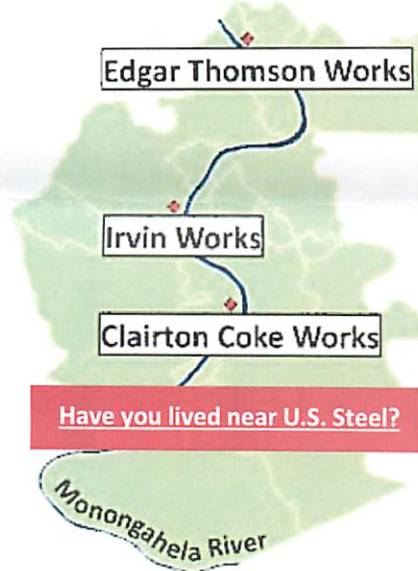 Edgar Thomson Works
Irvin Works
Clairton Coke Works
Have you lived near U.S. Steel?
Monongahela River